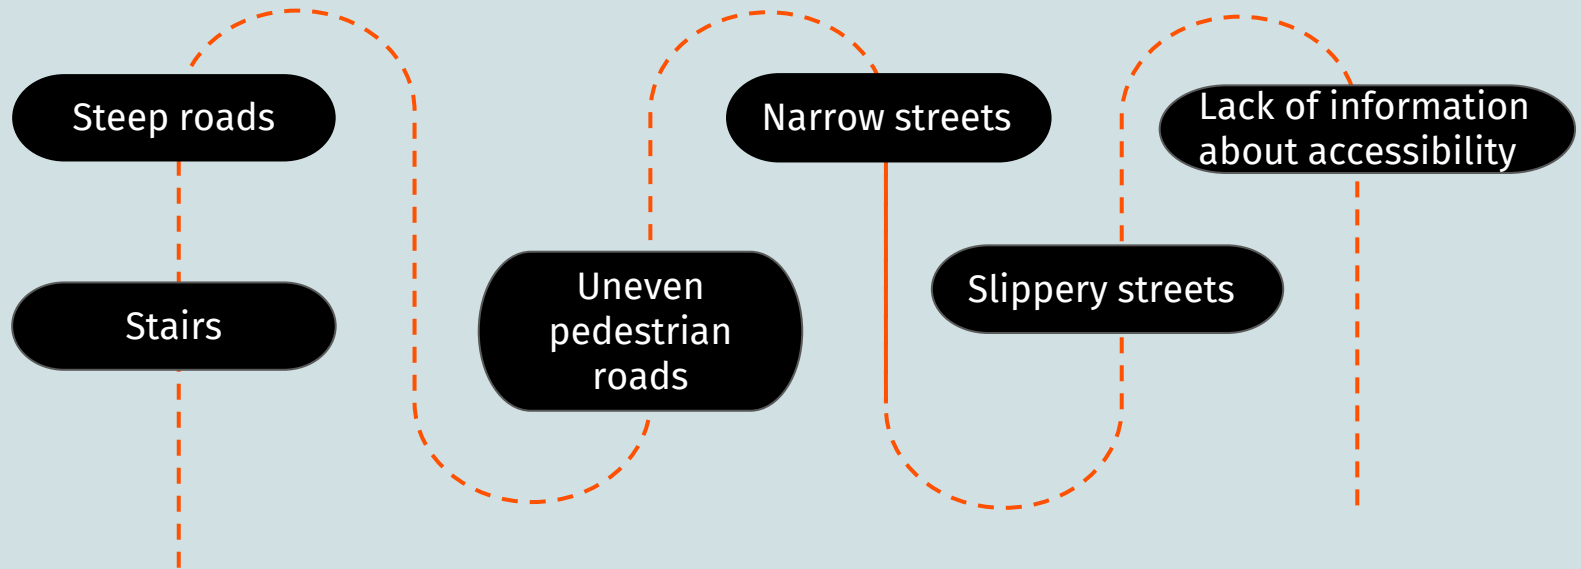 Steep roads
Stairs
Uneven
pedestrian
roads
Narrow streets
Slippery streets
Lack of information
about accessibility